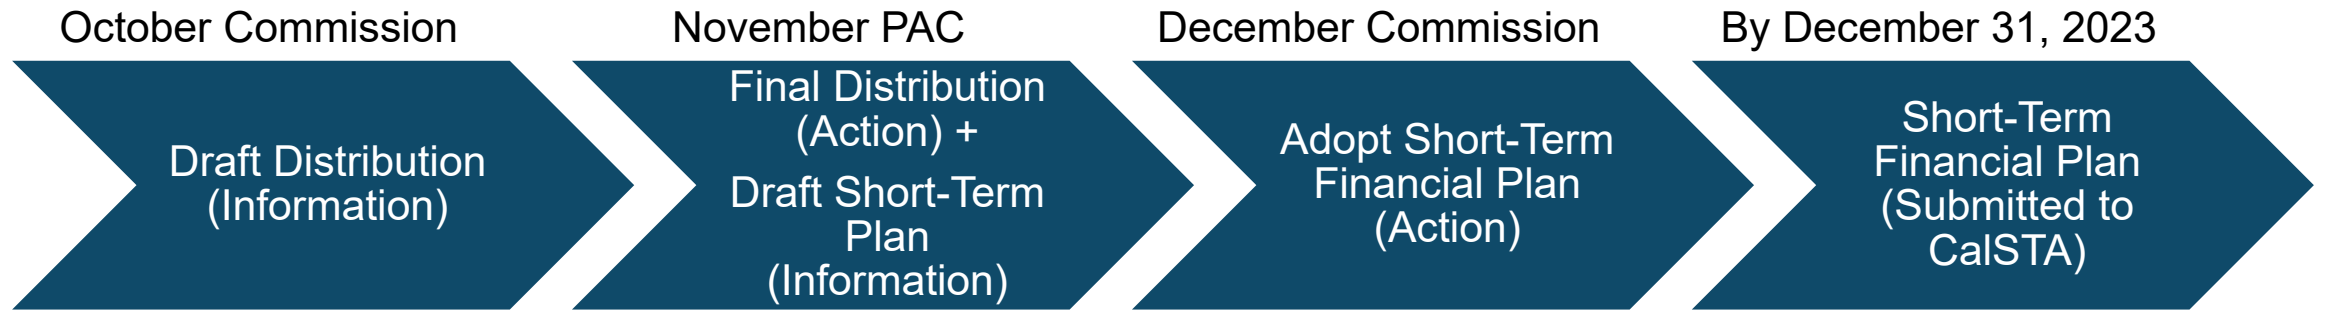 October Commission
Draft Distribution
(Information)
November PAC
Final Distribution
(Action) +
Draft Short-Term
Plan
(Information)
December Commission
Adopt Short-Term
Financial Plan
(Action)
By December 31, 2023
Short-Term
Financial Plan
(Submitted to
CalSTA)